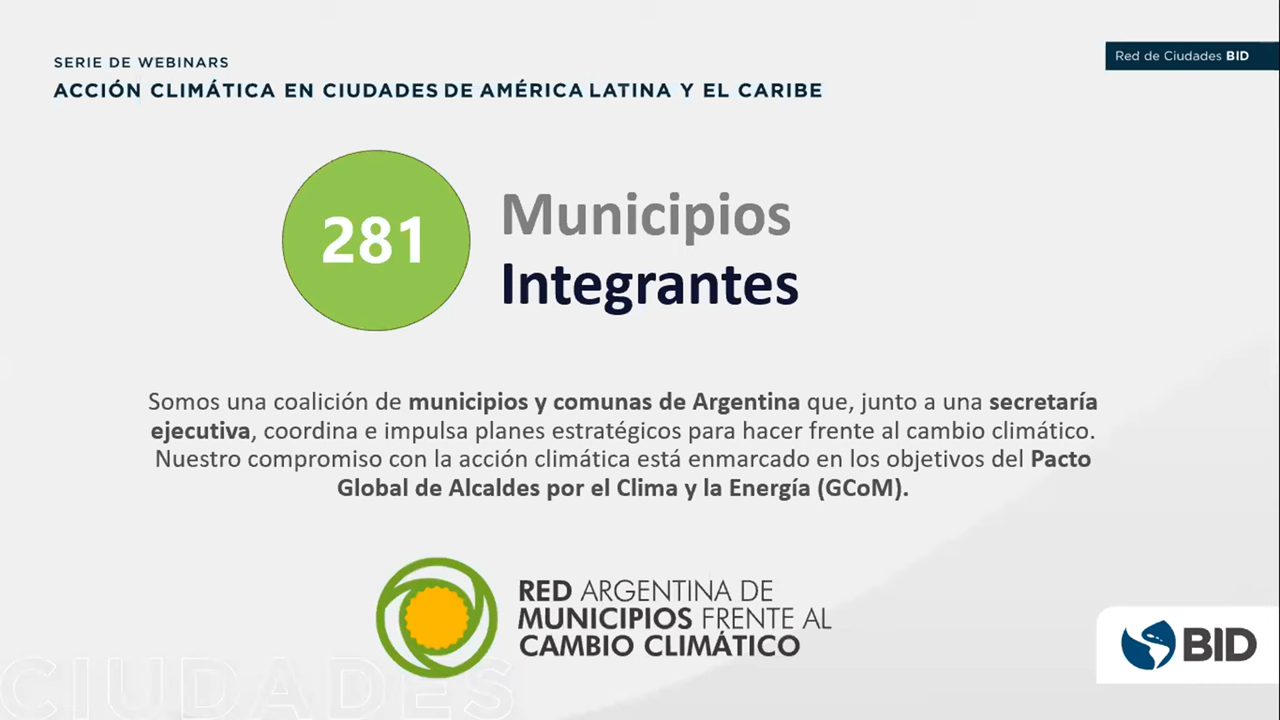 SERIE DE WEBINARS
ACCIÓN CLIMÁTICA EN CIUDADES DE AMÉRICA LATINA Y EL CARIBE
Red de Ciudades BID
281
Municipios
Integrantes
Somos una coalición de municipios y comunas de Argentina que, junto a una secretaría
ejecutiva, coordina e impulsa planes estratégicos para hacer frente al cambio climático.
Nuestro compromiso con la acción climática está enmarcado en los objetivos del Pacto
Global de Alcaldes por el Clima y la Energía (GCoM).
RED ARGENTINA DE
MUNICIPIOS FRENTE AL
CAMBIO CLIMÁTICO
BID
CIUDADES